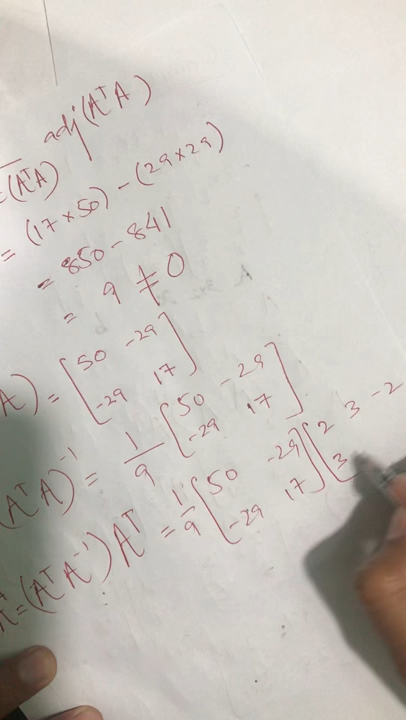 adj(AᵀA)
(AᵀA)
= (17×50) - (29×29)
= 850 - 841
= 9 ≠ 0
A) = [50 -29
-29 17]
(AᵀA)⁻¹ = 1/9 [50 -29
-29 17]
= (AᵀA⁻¹)Aᵀ = 1/9 [50 -29
-29 17] [2 3 -2
3